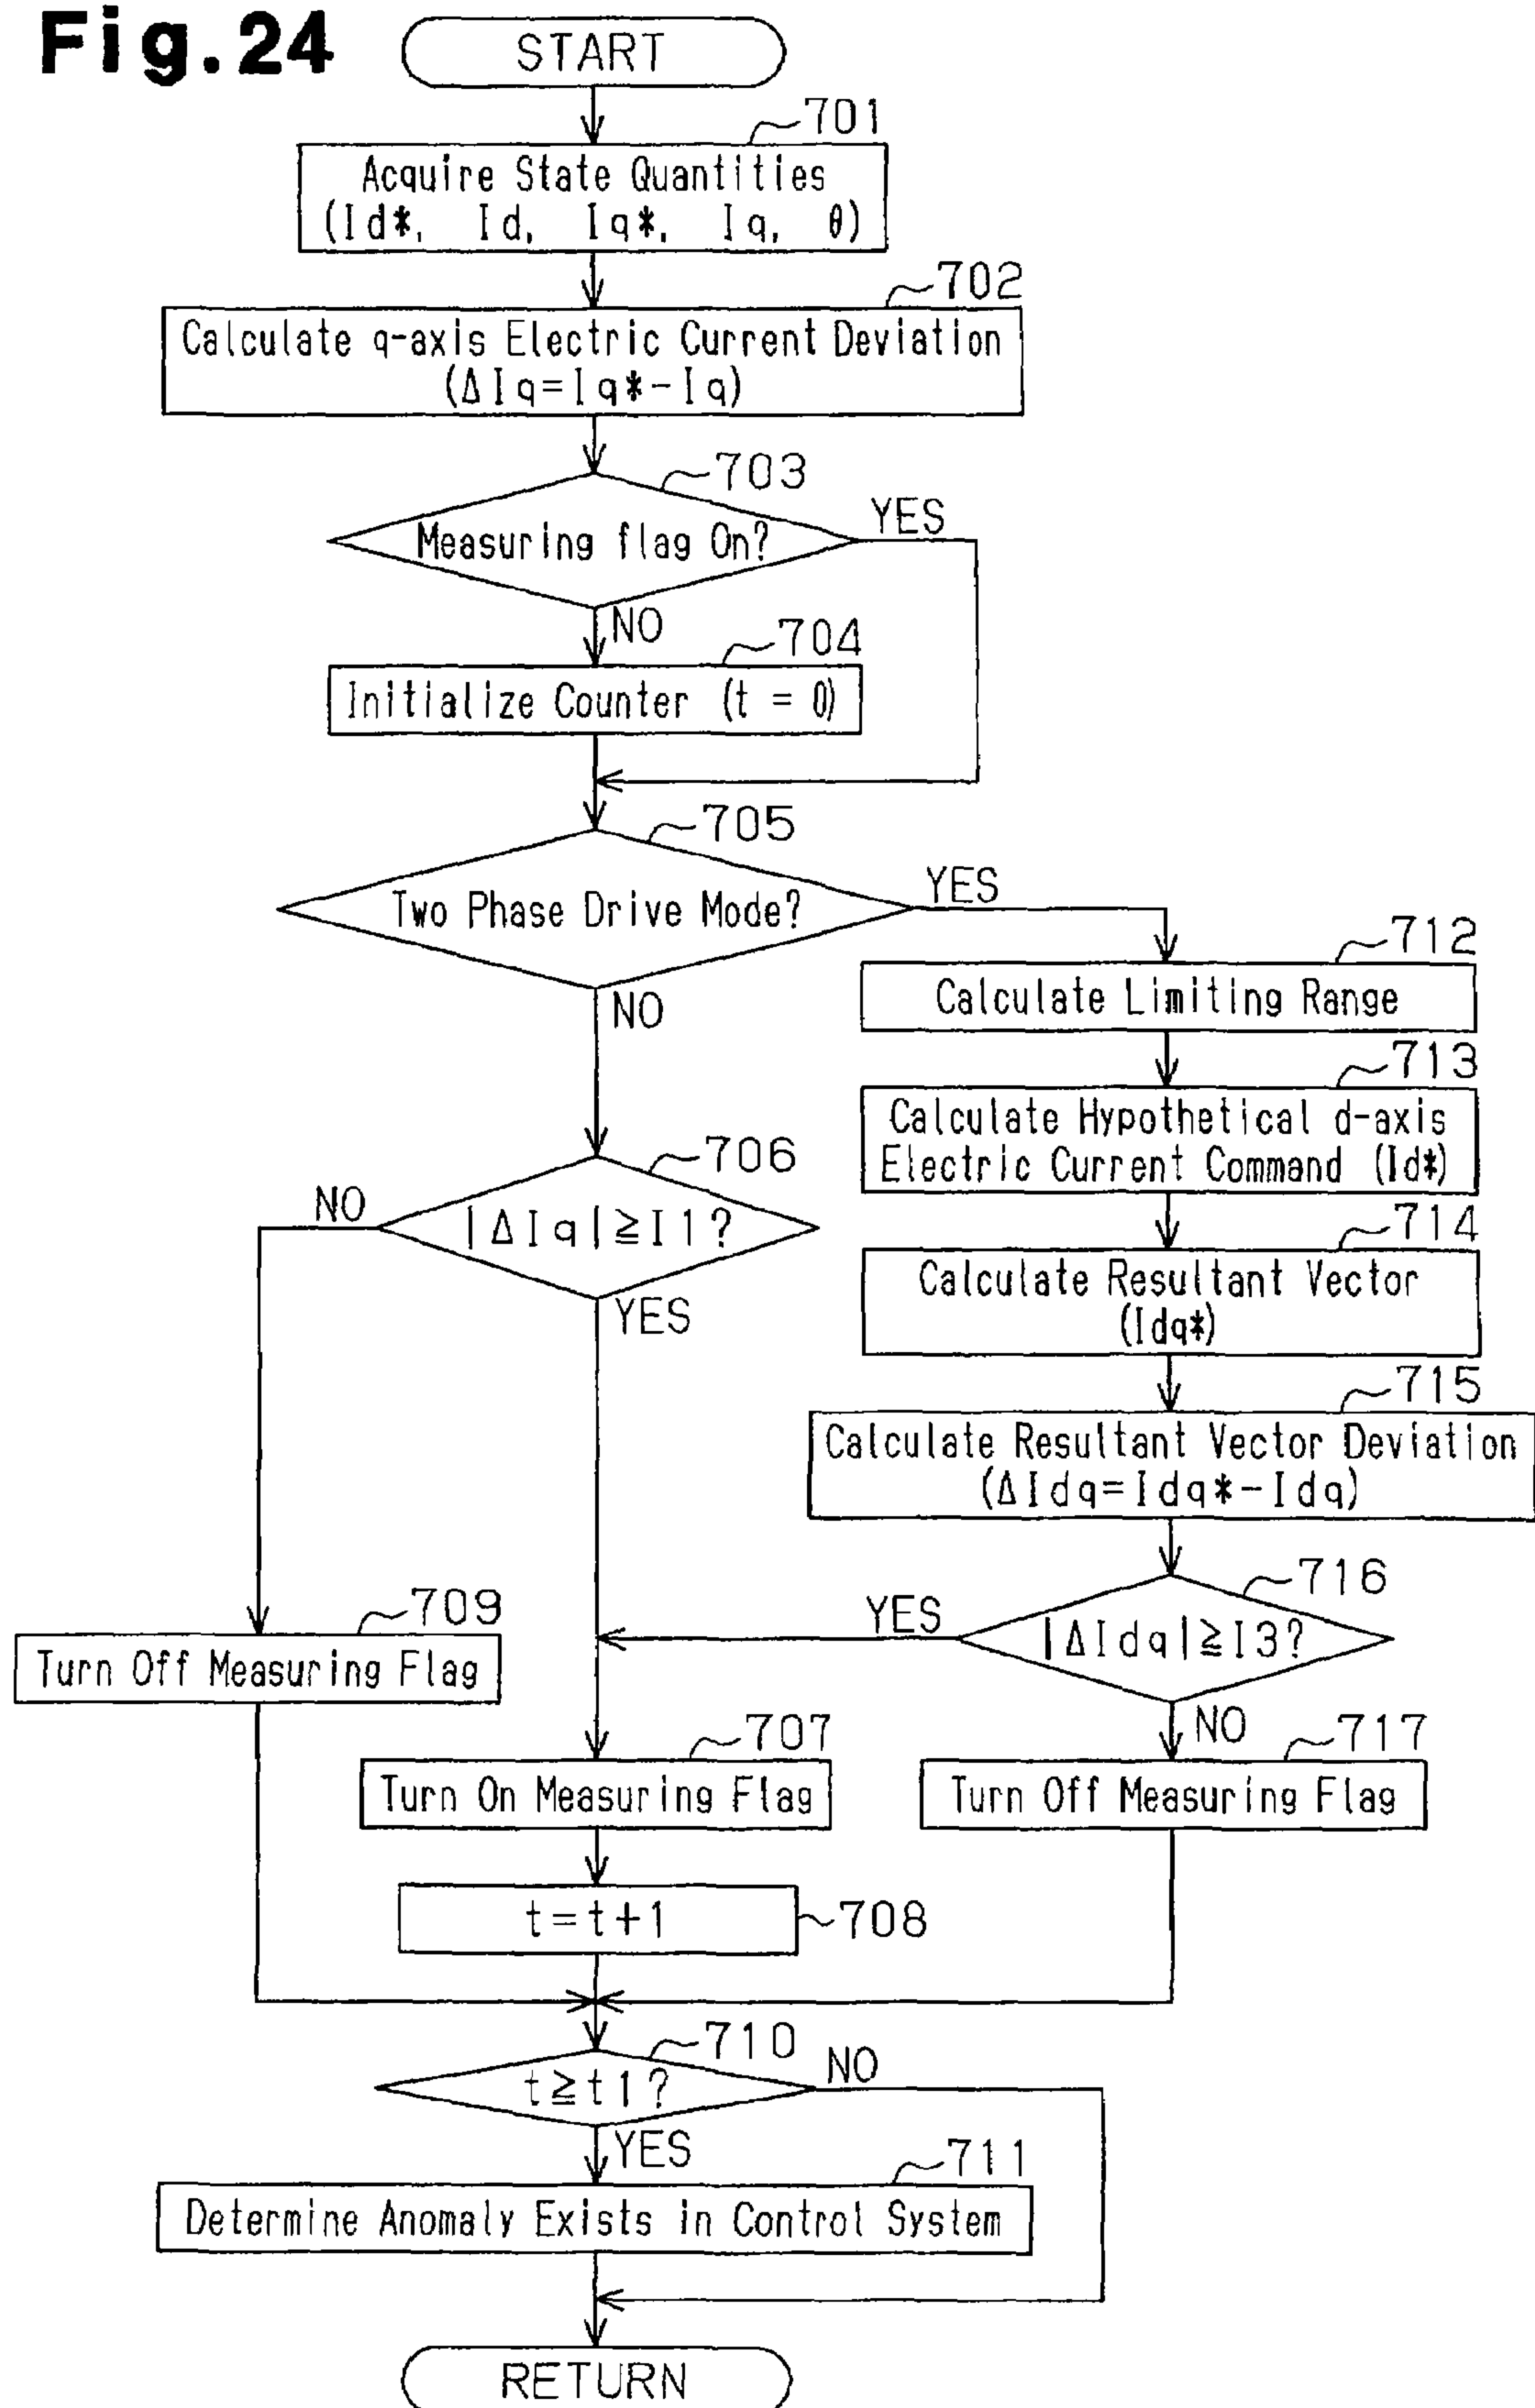 Fig.24
START
701
Acquire State Quantities
(Id*, Id, Iq*, Iq, θ)
702
Calculate q-axis Electric Current Deviation
(ΔIq=Iq*-Iq)
703
Measuring flag On?
YES
NO
704
Initialize Counter (t = 0)
705
Two Phase Drive Mode?
YES
NO
712
Calculate Limiting Range
713
Calculate Hypothetical d-axis
Electric Current Command (Id*)
706
|ΔIq|≧I1?
NO
YES
714
Calculate Resultant Vector
(Idq*)
715
Calculate Resultant Vector Deviation
(ΔIdq=Idq*-Idq)
716
|ΔIdq|≧I3?
YES
NO
709
Turn Off Measuring Flag
707
Turn On Measuring Flag
717
Turn Off Measuring Flag
t=t+1
708
710
t≧t1?
NO
YES
711
Determine Anomaly Exists in Control System
RETURN